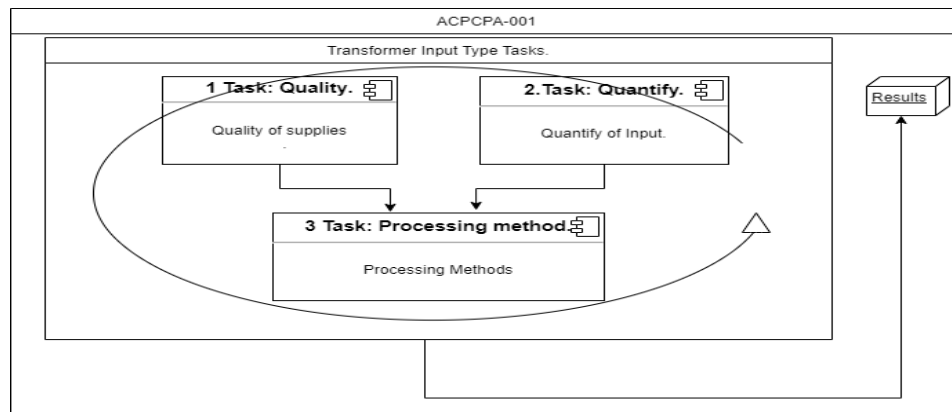 ACPCPA-001
Transformer Input Type Tasks.
1 Task: Quality.
Quality of supplies
.
2.Task: Quantify.
Quantify of Input.
Results
3 Task: Processing method.
Processing Methods